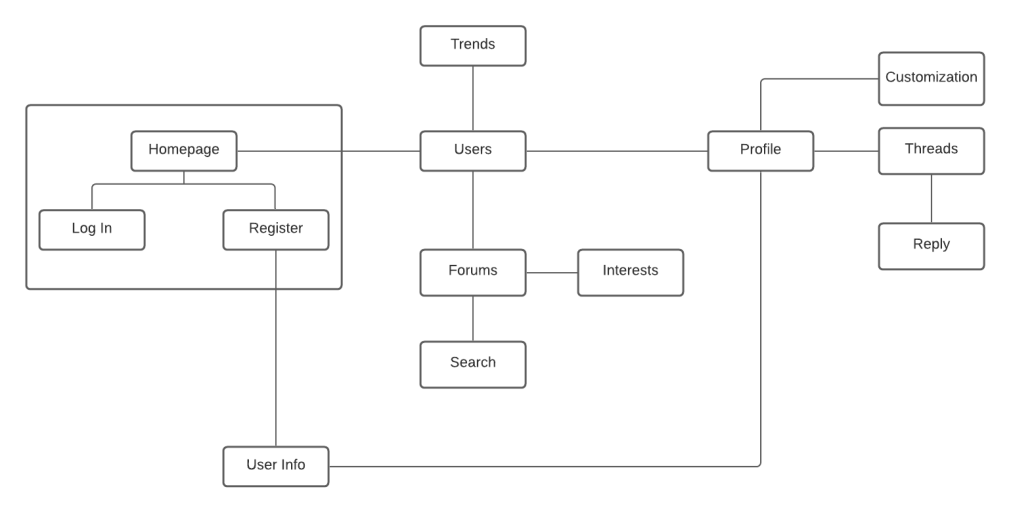 Trends
Customization
Homepage
Users
Profile
Threads
Log In
Register
Reply
Forums
Interests
Search
User Info